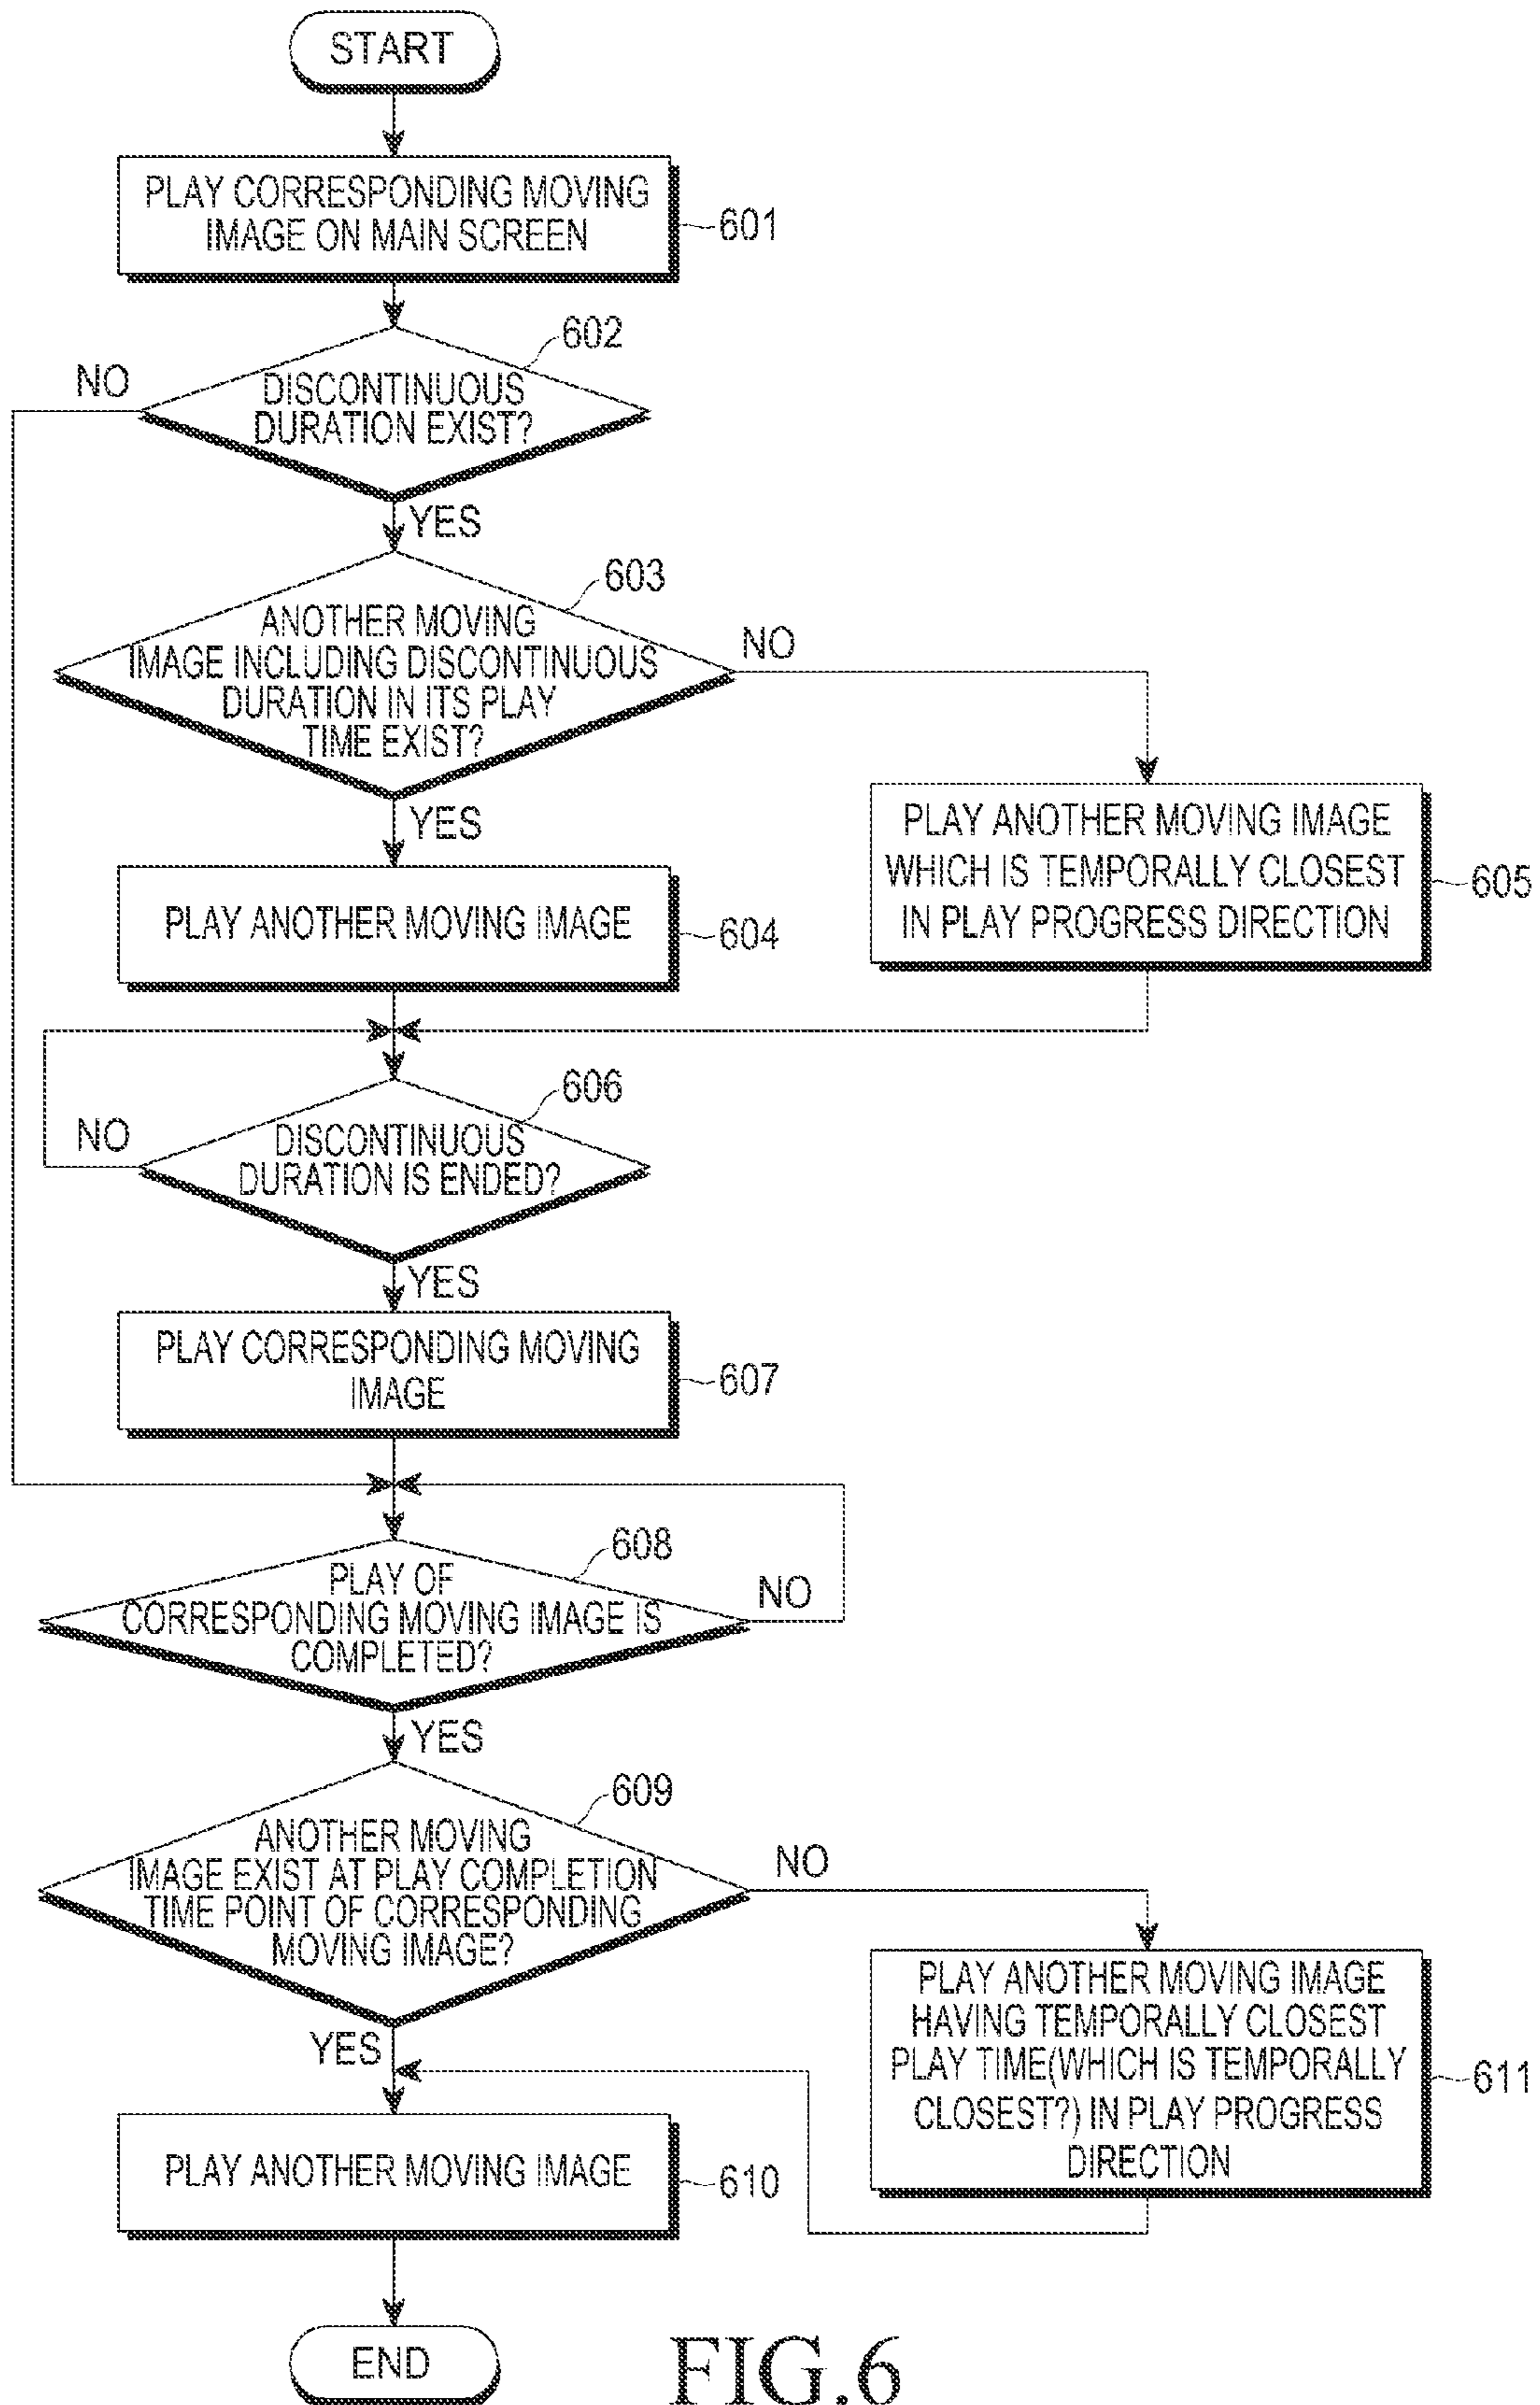 START
PLAY CORRESPONDING MOVING
IMAGE ON MAIN SCREEN
601
602
NO
DISCONTINUOUS
DURATION EXIST?
YES
603
ANOTHER MOVING
IMAGE INCLUDING DISCONTINUOUS
DURATION IN ITS PLAY
TIME EXIST?
NO
YES
PLAY ANOTHER MOVING IMAGE
WHICH IS TEMPORALLY CLOSEST
IN PLAY PROGRESS DIRECTION
605
PLAY ANOTHER MOVING IMAGE
604
606
NO
DISCONTINUOUS
DURATION IS ENDED?
YES
PLAY CORRESPONDING MOVING
IMAGE
607
608
PLAY OF
CORRESPONDING MOVING IMAGE IS
COMPLETED?
NO
YES
609
ANOTHER MOVING
IMAGE EXIST AT PLAY COMPLETION
TIME POINT OF CORRESPONDING
MOVING IMAGE?
NO
YES
PLAY ANOTHER MOVING IMAGE
HAVING TEMPORALLY CLOSEST
PLAY TIME(WHICH IS TEMPORALLY
CLOSEST?) IN PLAY PROGRESS
DIRECTION
611
PLAY ANOTHER MOVING IMAGE
610
END
FIG.6